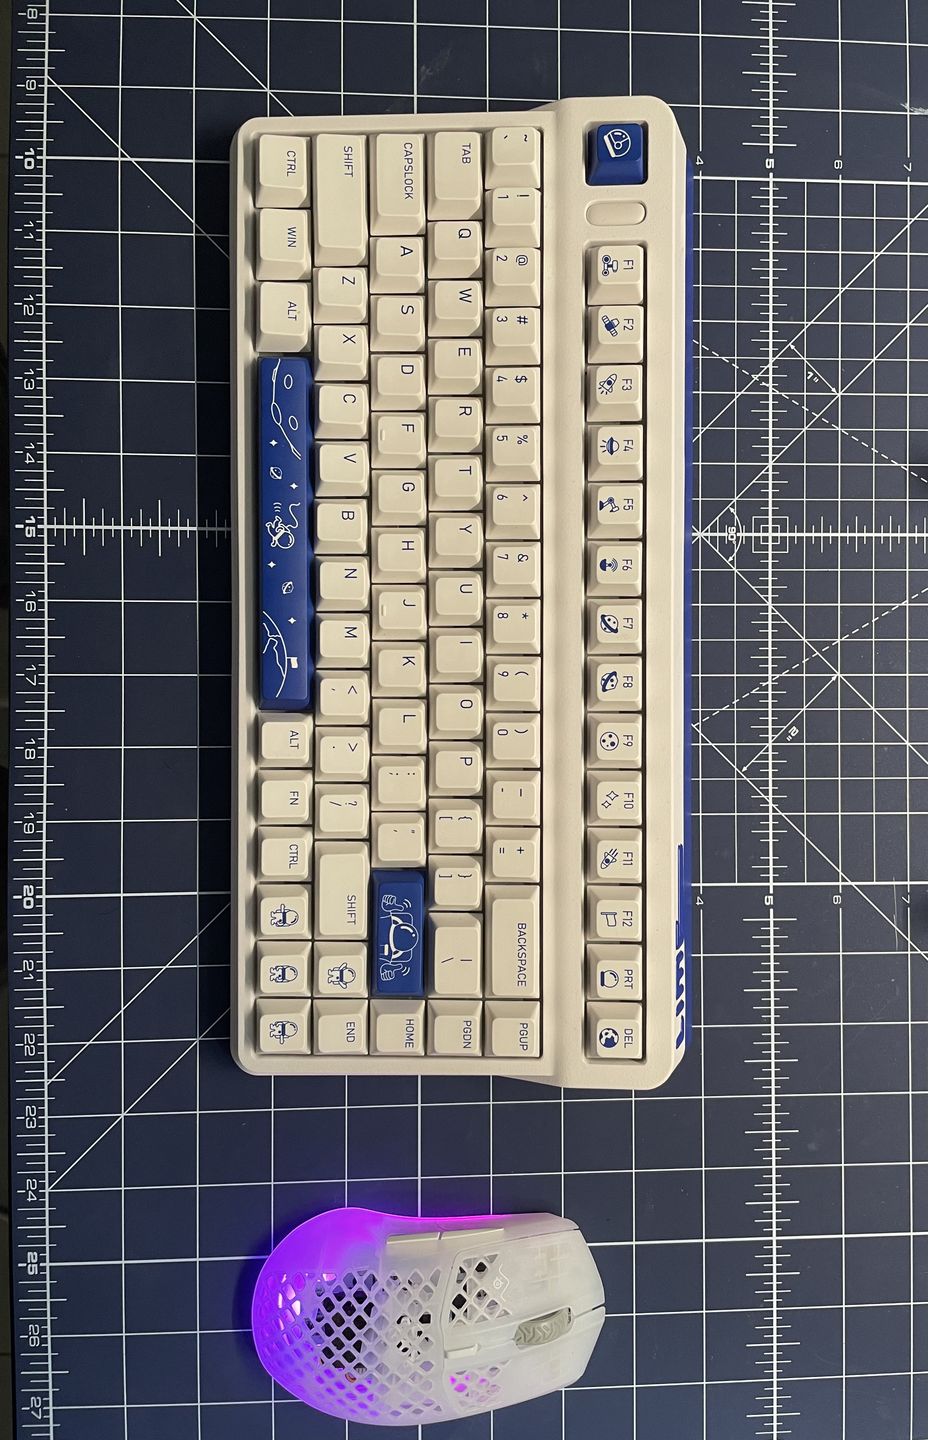 F1 F2 F3 F4 F5 F6 F7 F8 F9 F10 F11 F12 PRT DEL
~ ` ! 1 @ 2 # 3 $ 4 % 5 ^ 6 & 7 * 8 ( 9 ) 0 _ - + = BACKSPACE PGUP
TAB Q W E R T Y U I O P { [ } ] | \ PGDN
CAPSLOCK A S D F G H J K L : ; " ' HOME
SHIFT Z X C V B N M < , > . ? / SHIFT END
CTRL WIN ALT ALT FN CTRL
8 9 10 11 12 13 14 15 16 17 18 19 20 21 22 23 24 25 26 27
4 5 6 7
4 5 6 7
1"
2"
90°